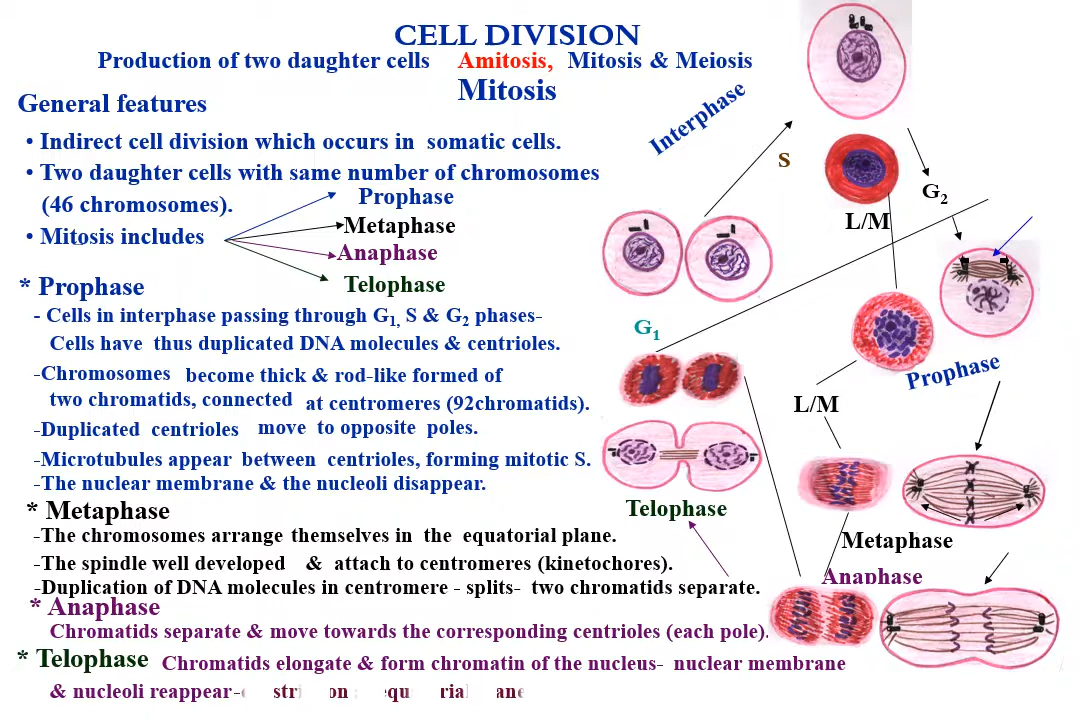 CELL DIVISION
Production of two daughter cells Amitosis, Mitosis & Meiosis
Mitosis
General features
• Indirect cell division which occurs in somatic cells.
• Two daughter cells with same number of chromosomes
(46 chromosomes).
• Mitosis includes
Prophase
Metaphase
Anaphase
Telophase
* Prophase
- Cells in interphase passing through G1, S & G2 phases-
Cells have thus duplicated DNA molecules & centrioles.
-Chromosomes become thick & rod-like formed of
two chromatids, connected at centromeres (92chromatids).
-Duplicated centrioles move to opposite poles.
-Microtubules appear between centrioles, forming mitotic S.
-The nuclear membrane & the nucleoli disappear.
* Metaphase
-The chromosomes arrange themselves in the equatorial plane.
-The spindle well developed & attach to centromeres (kinetochores).
-Duplication of DNA molecules in centromere - splits- two chromatids separate.
* Anaphase
Chromatids separate & move towards the corresponding centrioles (each pole).
* Telophase Chromatids elongate & form chromatin of the nucleus- nuclear membrane
& nucleoli reappear-
Interphase
S
G2
L/M
G1
Prophase
L/M
Telophase
Metaphase
Anaphase